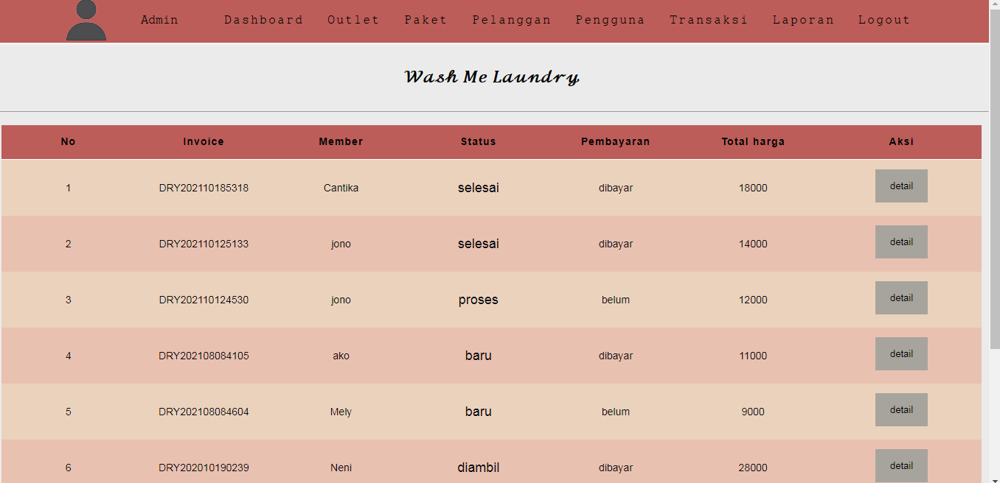 Admin Dashboard Outlet Paket Pelanggan Pengguna Transaksi Laporan Logout
Wash Me Laundry
No Invoice Member Status Pembayaran Total harga Aksi
1 DRY202110185318 Cantika selesai dibayar 18000 detail
2 DRY202110125133 jono selesai dibayar 14000 detail
3 DRY202110124530 jono proses belum 12000 detail
4 DRY202108084105 ako baru dibayar 11000 detail
5 DRY202108084604 Mely baru belum 9000 detail
6 DRY202010190239 Neni diambil dibayar 28000 detail